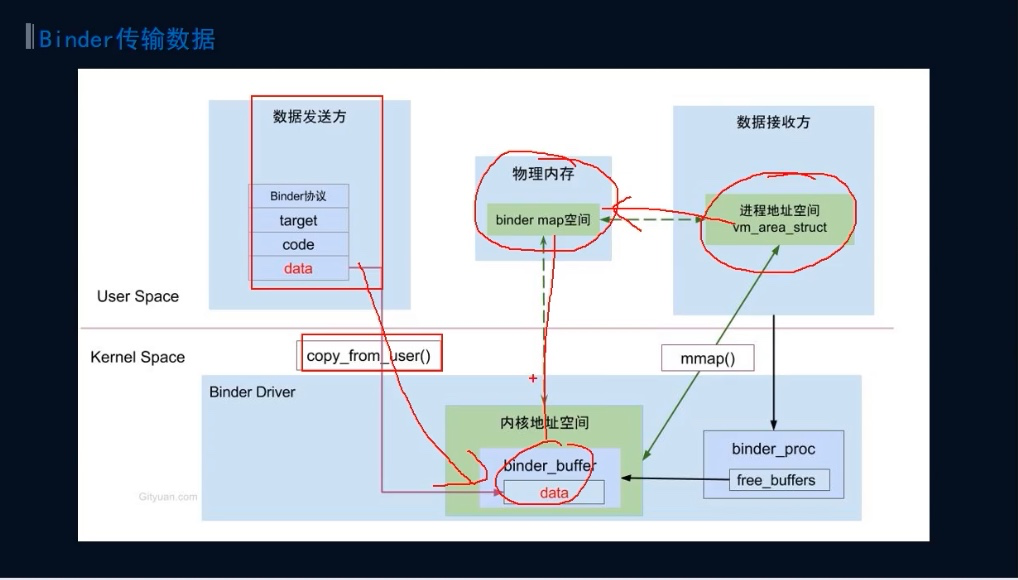 Binder传输数据
数据发送方
Binder协议
target
code
data
物理内存
binder map空间
数据接收方
进程地址空间
vm_area_struct
User Space
Kernel Space
copy_from_user()
mmap()
Binder Driver
内核地址空间
binder_buffer
data
binder_proc
free_buffers
Gityuan.com